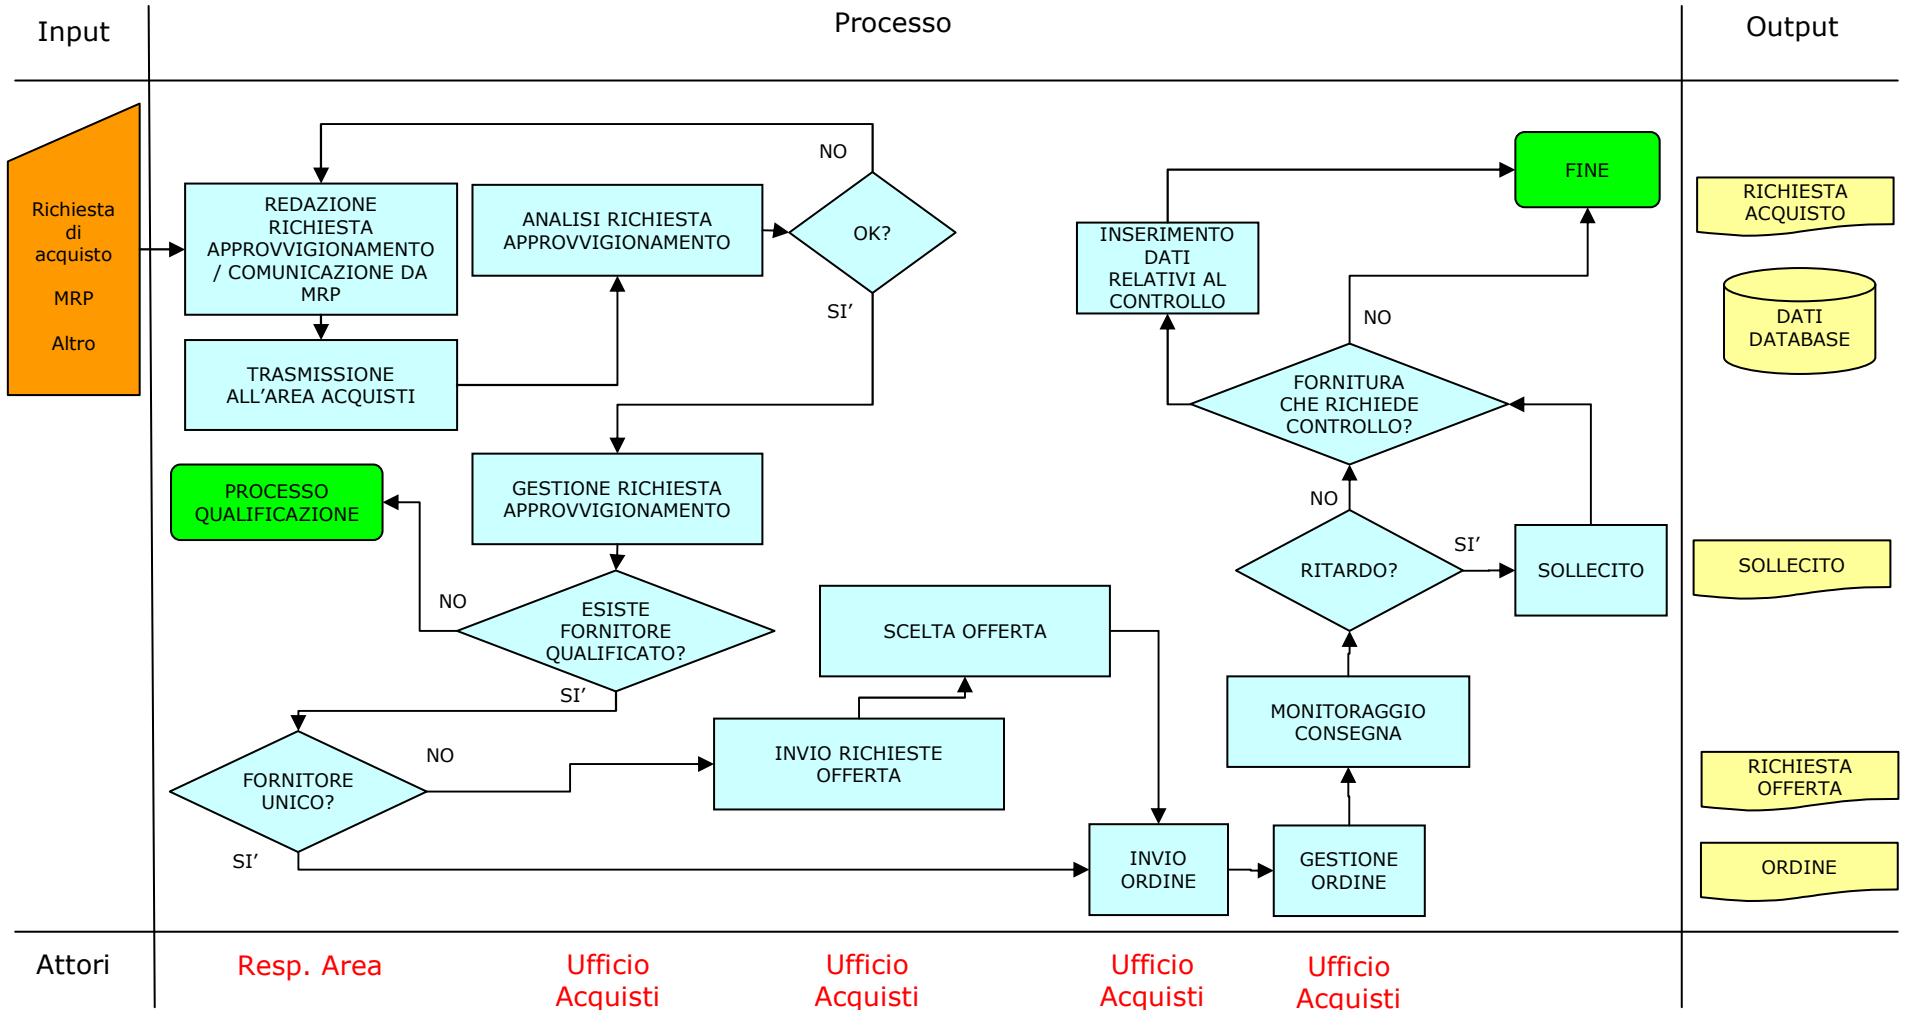 Input
Processo
Output
Richiesta
di
acquisto
MRP
Altro
REDAZIONE
RICHIESTA
APPROVVIGIONAMENTO
/ COMUNICAZIONE DA
MRP
TRASMISSIONE
ALL’AREA ACQUISTI
ANALISI RICHIESTA
APPROVVIGIONAMENTO
OK?
NO
SI’
GESTIONE RICHIESTA
APPROVVIGIONAMENTO
PROCESSO
QUALIFICAZIONE
NO
ESISTE
FORNITORE
QUALIFICATO?
SI’
FORNITORE
UNICO?
NO
SI’
INVIO RICHIESTE
OFFERTA
SCELTA OFFERTA
INVIO
ORDINE
GESTIONE
ORDINE
MONITORAGGIO
CONSEGNA
RITARDO?
SI’
NO
SOLLECITO
FORNITURA
CHE RICHIEDE
CONTROLLO?
NO
INSERIMENTO
DATI
RELATIVI AL
CONTROLLO
FINE
RICHIESTA
ACQUISTO
DATI
DATABASE
SOLLECITO
RICHIESTA
OFFERTA
ORDINE
Attori
Resp. Area
Ufficio
Acquisti
Ufficio
Acquisti
Ufficio
Acquisti
Ufficio
Acquisti